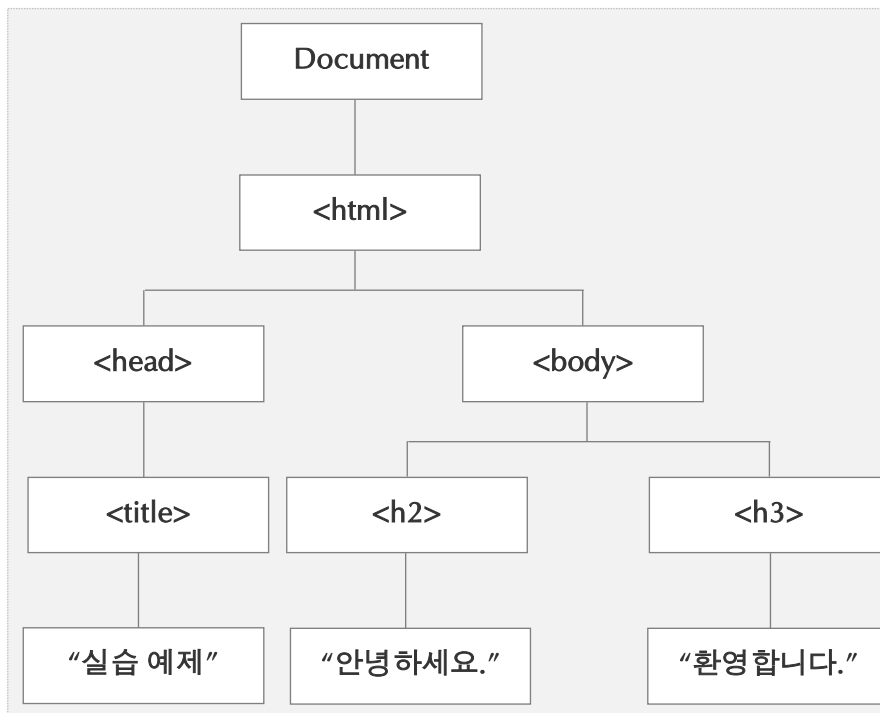 Document
<html>
<head>
<body>
<title>
<h2>
<h3>
“실습 예제”
“안녕하세요.”
“환영합니다.”